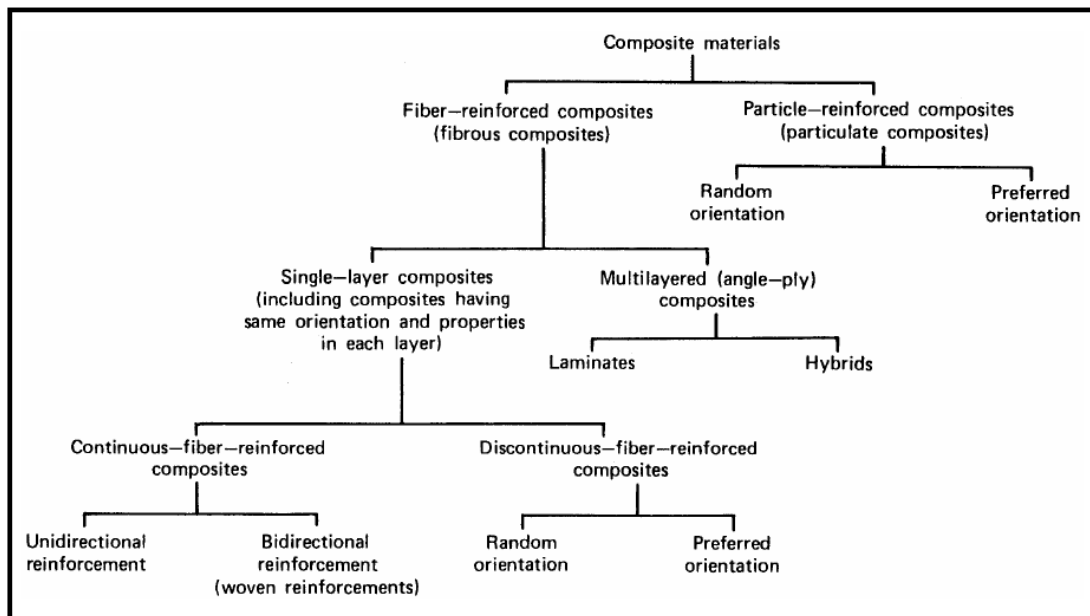 Composite materials
Fiber—reinforced composites
(fibrous composites)
Particle—reinforced composites
(particulate composites)
Random
orientation
Preferred
orientation
Single—layer composites
(including composites having
same orientation and properties
in each layer)
Multilayered (angle—ply)
composites
Laminates
Hybrids
Continuous—fiber—reinforced
composites
Discontinuous—fiber—reinforced
composites
Unidirectional
reinforcement
Bidirectional
reinforcement
(woven reinforcements)
Random
orientation
Preferred
orientation